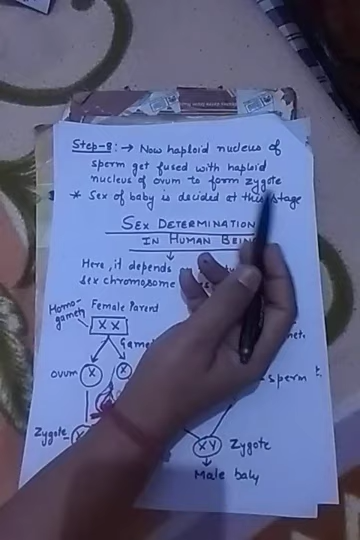 Step-8:→ Now haploid nucleus of
sperm get fused with haploid
nucleus of ovum to form zygote
* Sex of baby is decided at this stage
SEX DETERMINATION
IN HUMAN BEIN
Here, it depends
sex chromosome
Homo-
gameth
Female Parent
XX
Game
ovum X X
sperm
Zygote
XY Zygote
Male baby